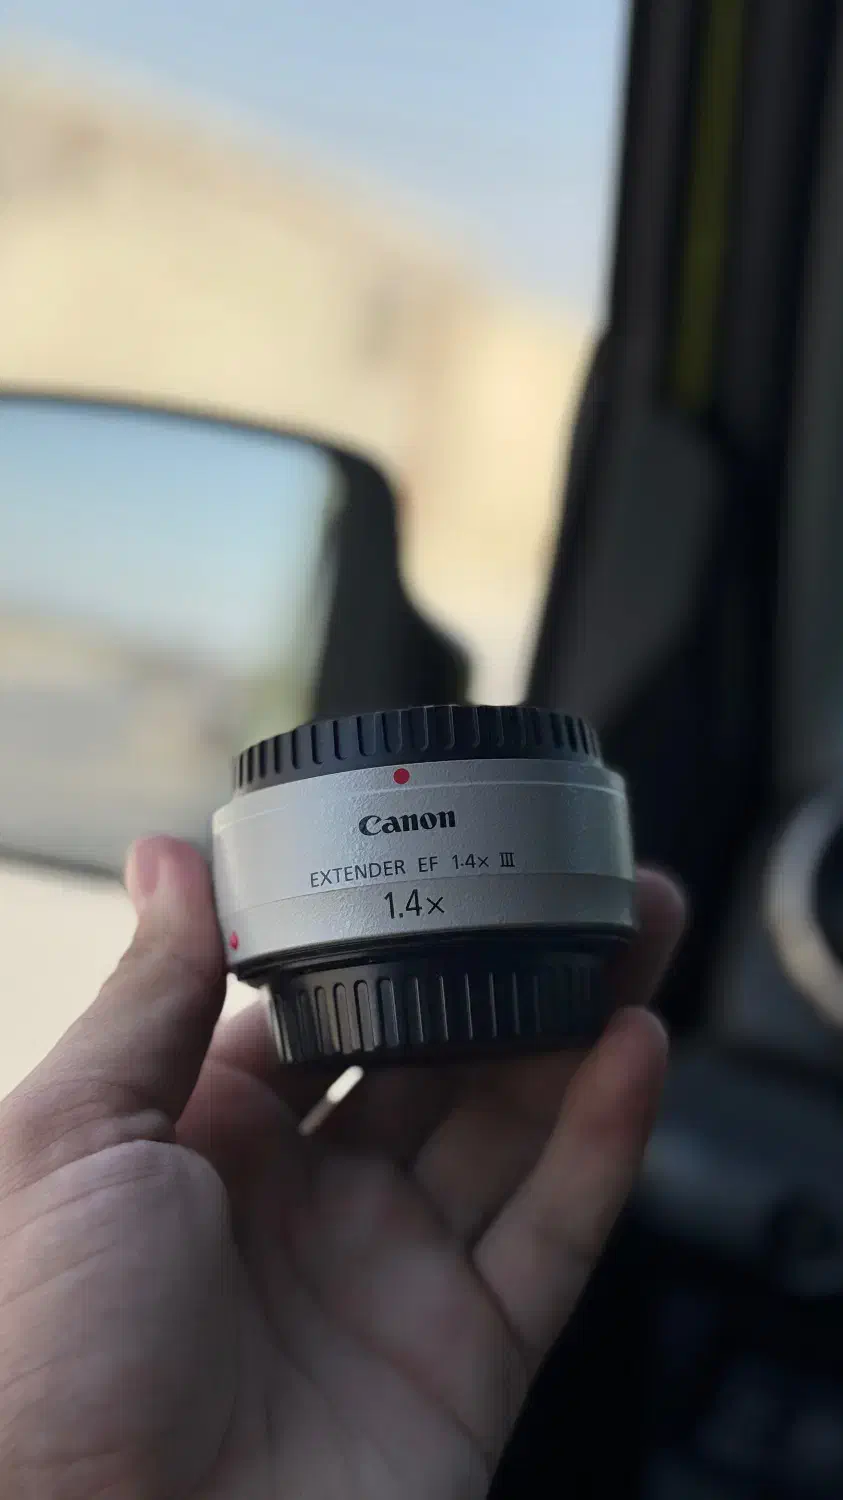 Canon
EXTENDER EF 1.4× III
1.4×